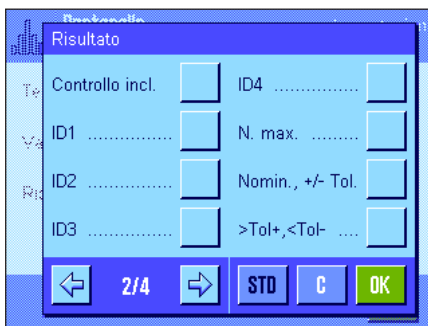 Risultato
Controllo incl.
ID1 ................
ID2 ................
ID3 ................
ID4 ................
N. max. .........
Nomin., +/- Tol.
>Tol+,<Tol- ....
2/4
STD
C
OK